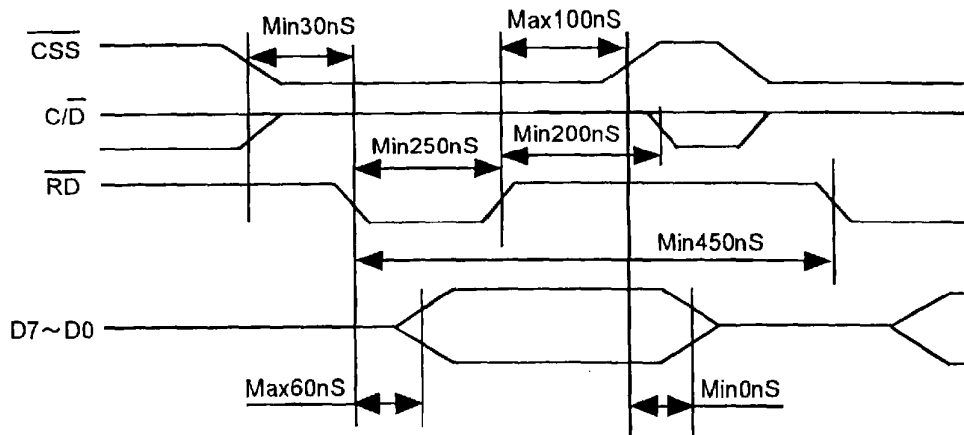 Min30nS
Max100nS
CSS
C/D
Min250nS
Min200nS
RD
Min450nS
D7~D0
Max60nS
Min0nS